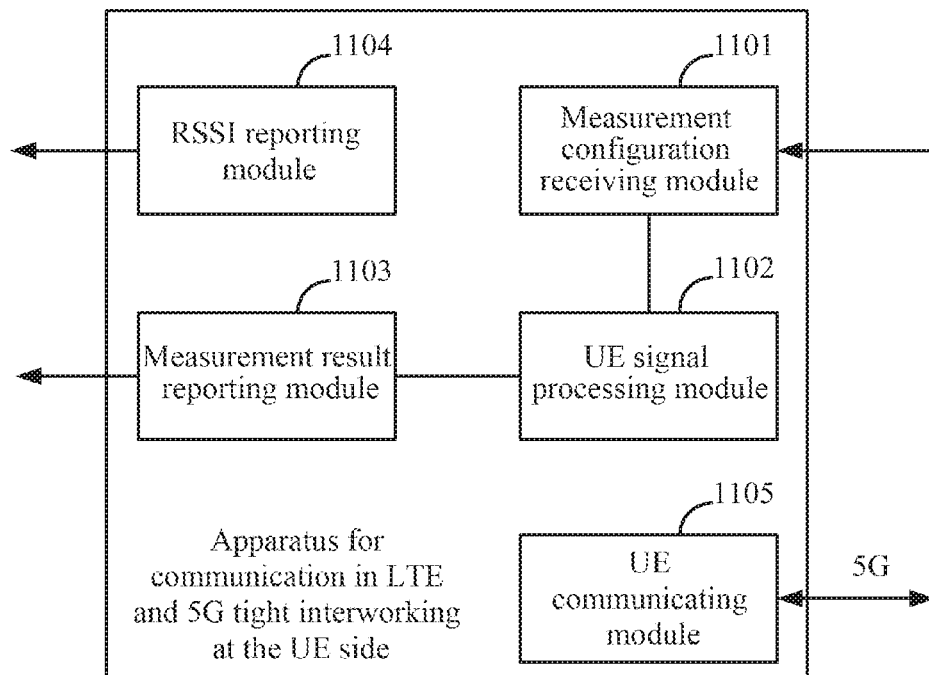 1104
1101
RSSI reporting
module
Measurement
configuration
receiving module
1103
1102
Measurement result
reporting module
UE signal
processing module
1105
Apparatus for
communication in LTE
and 5G tight interworking
at the UE side
UE
communicating
module
5G